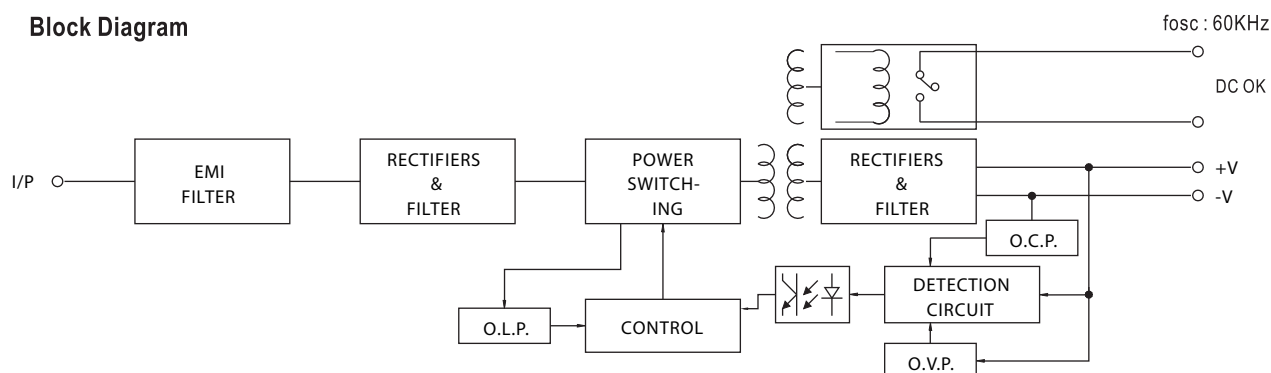 Block Diagram
fosc : 60KHz
DC OK
I/P
EMI
FILTER
RECTIFIERS
&
FILTER
POWER
SWITCH-
ING
RECTIFIERS
&
FILTER
+V
-V
O.C.P.
DETECTION
CIRCUIT
O.L.P.
CONTROL
O.V.P.